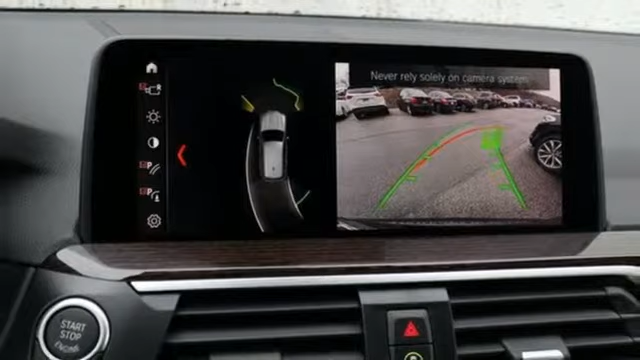 Never rely solely on camera system.
P
P
START
STOP